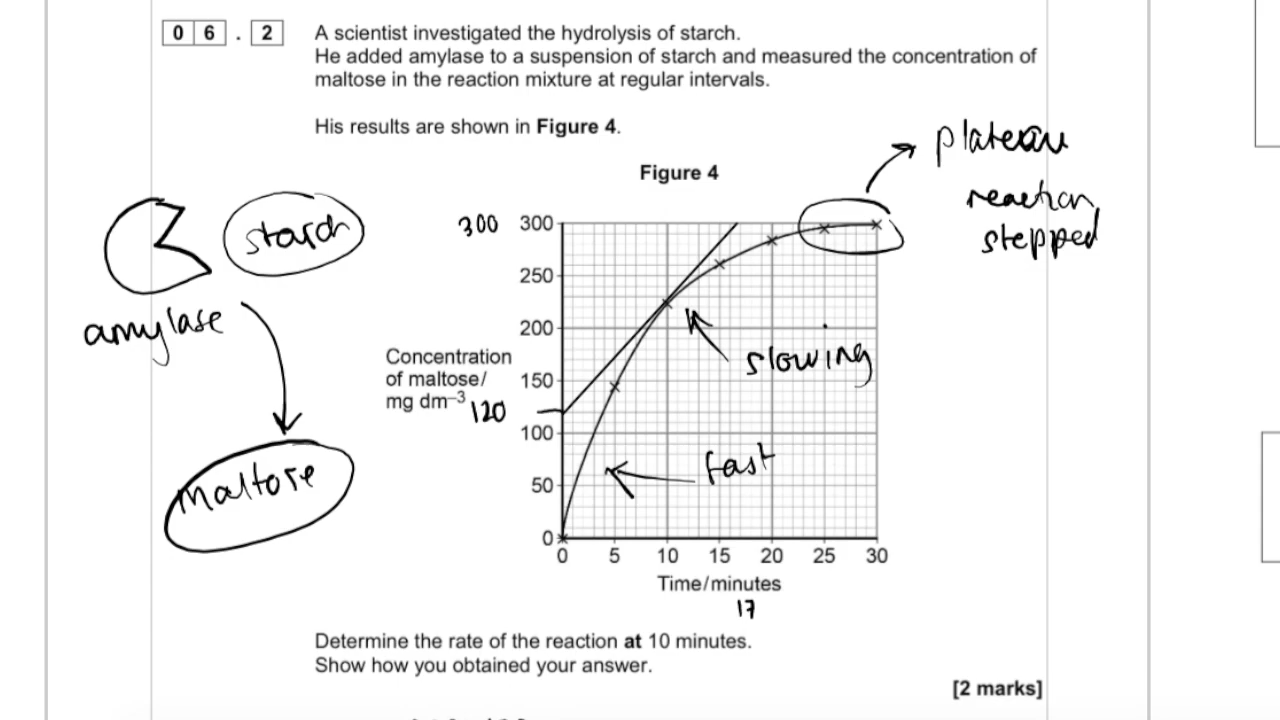 0 6 . 2
A scientist investigated the hydrolysis of starch.
He added amylase to a suspension of starch and measured the concentration of
maltose in the reaction mixture at regular intervals.
His results are shown in Figure 4.
Figure 4
plateau
reaction
stopped
starch
amylase
maltose
300
300
250
200
150
100
50
0
Concentration
of maltose/
mg dm⁻³
120
slowing
fast
0 5 10 15 20 25 30
Time/minutes
17
Determine the rate of the reaction at 10 minutes.
Show how you obtained your answer.
[2 marks]